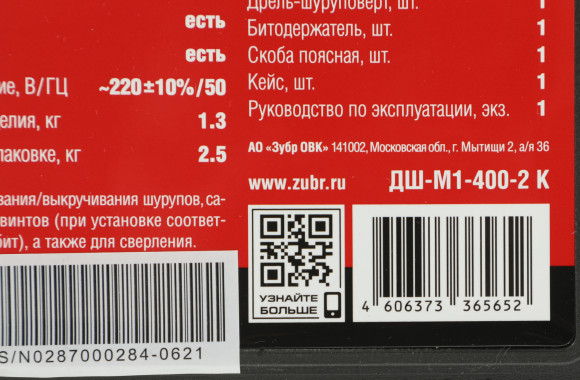 есть
есть
ие, В/ГЦ ~220±10%/50
елия, кг 1.3
паковке, кг 2.5
вания/выкручивания шурупов, са-
винтов (при установке соответ-
бит), а также для сверления.
S/N0287000284-0621
Дрель-шуруповерт, шт. 1
Битодержатель, шт. 1
Скоба поясная, шт. 1
Кейс, шт. 1
Руководство по эксплуатации, экз. 1
АО «Зубр ОВК» 141002, Московская обл., г. Мытищи 2, а/я 36
www.zubr.ru ДШ-М1-400-2 К
УЗНАЙТЕ
БОЛЬШЕ
4 606373 365652